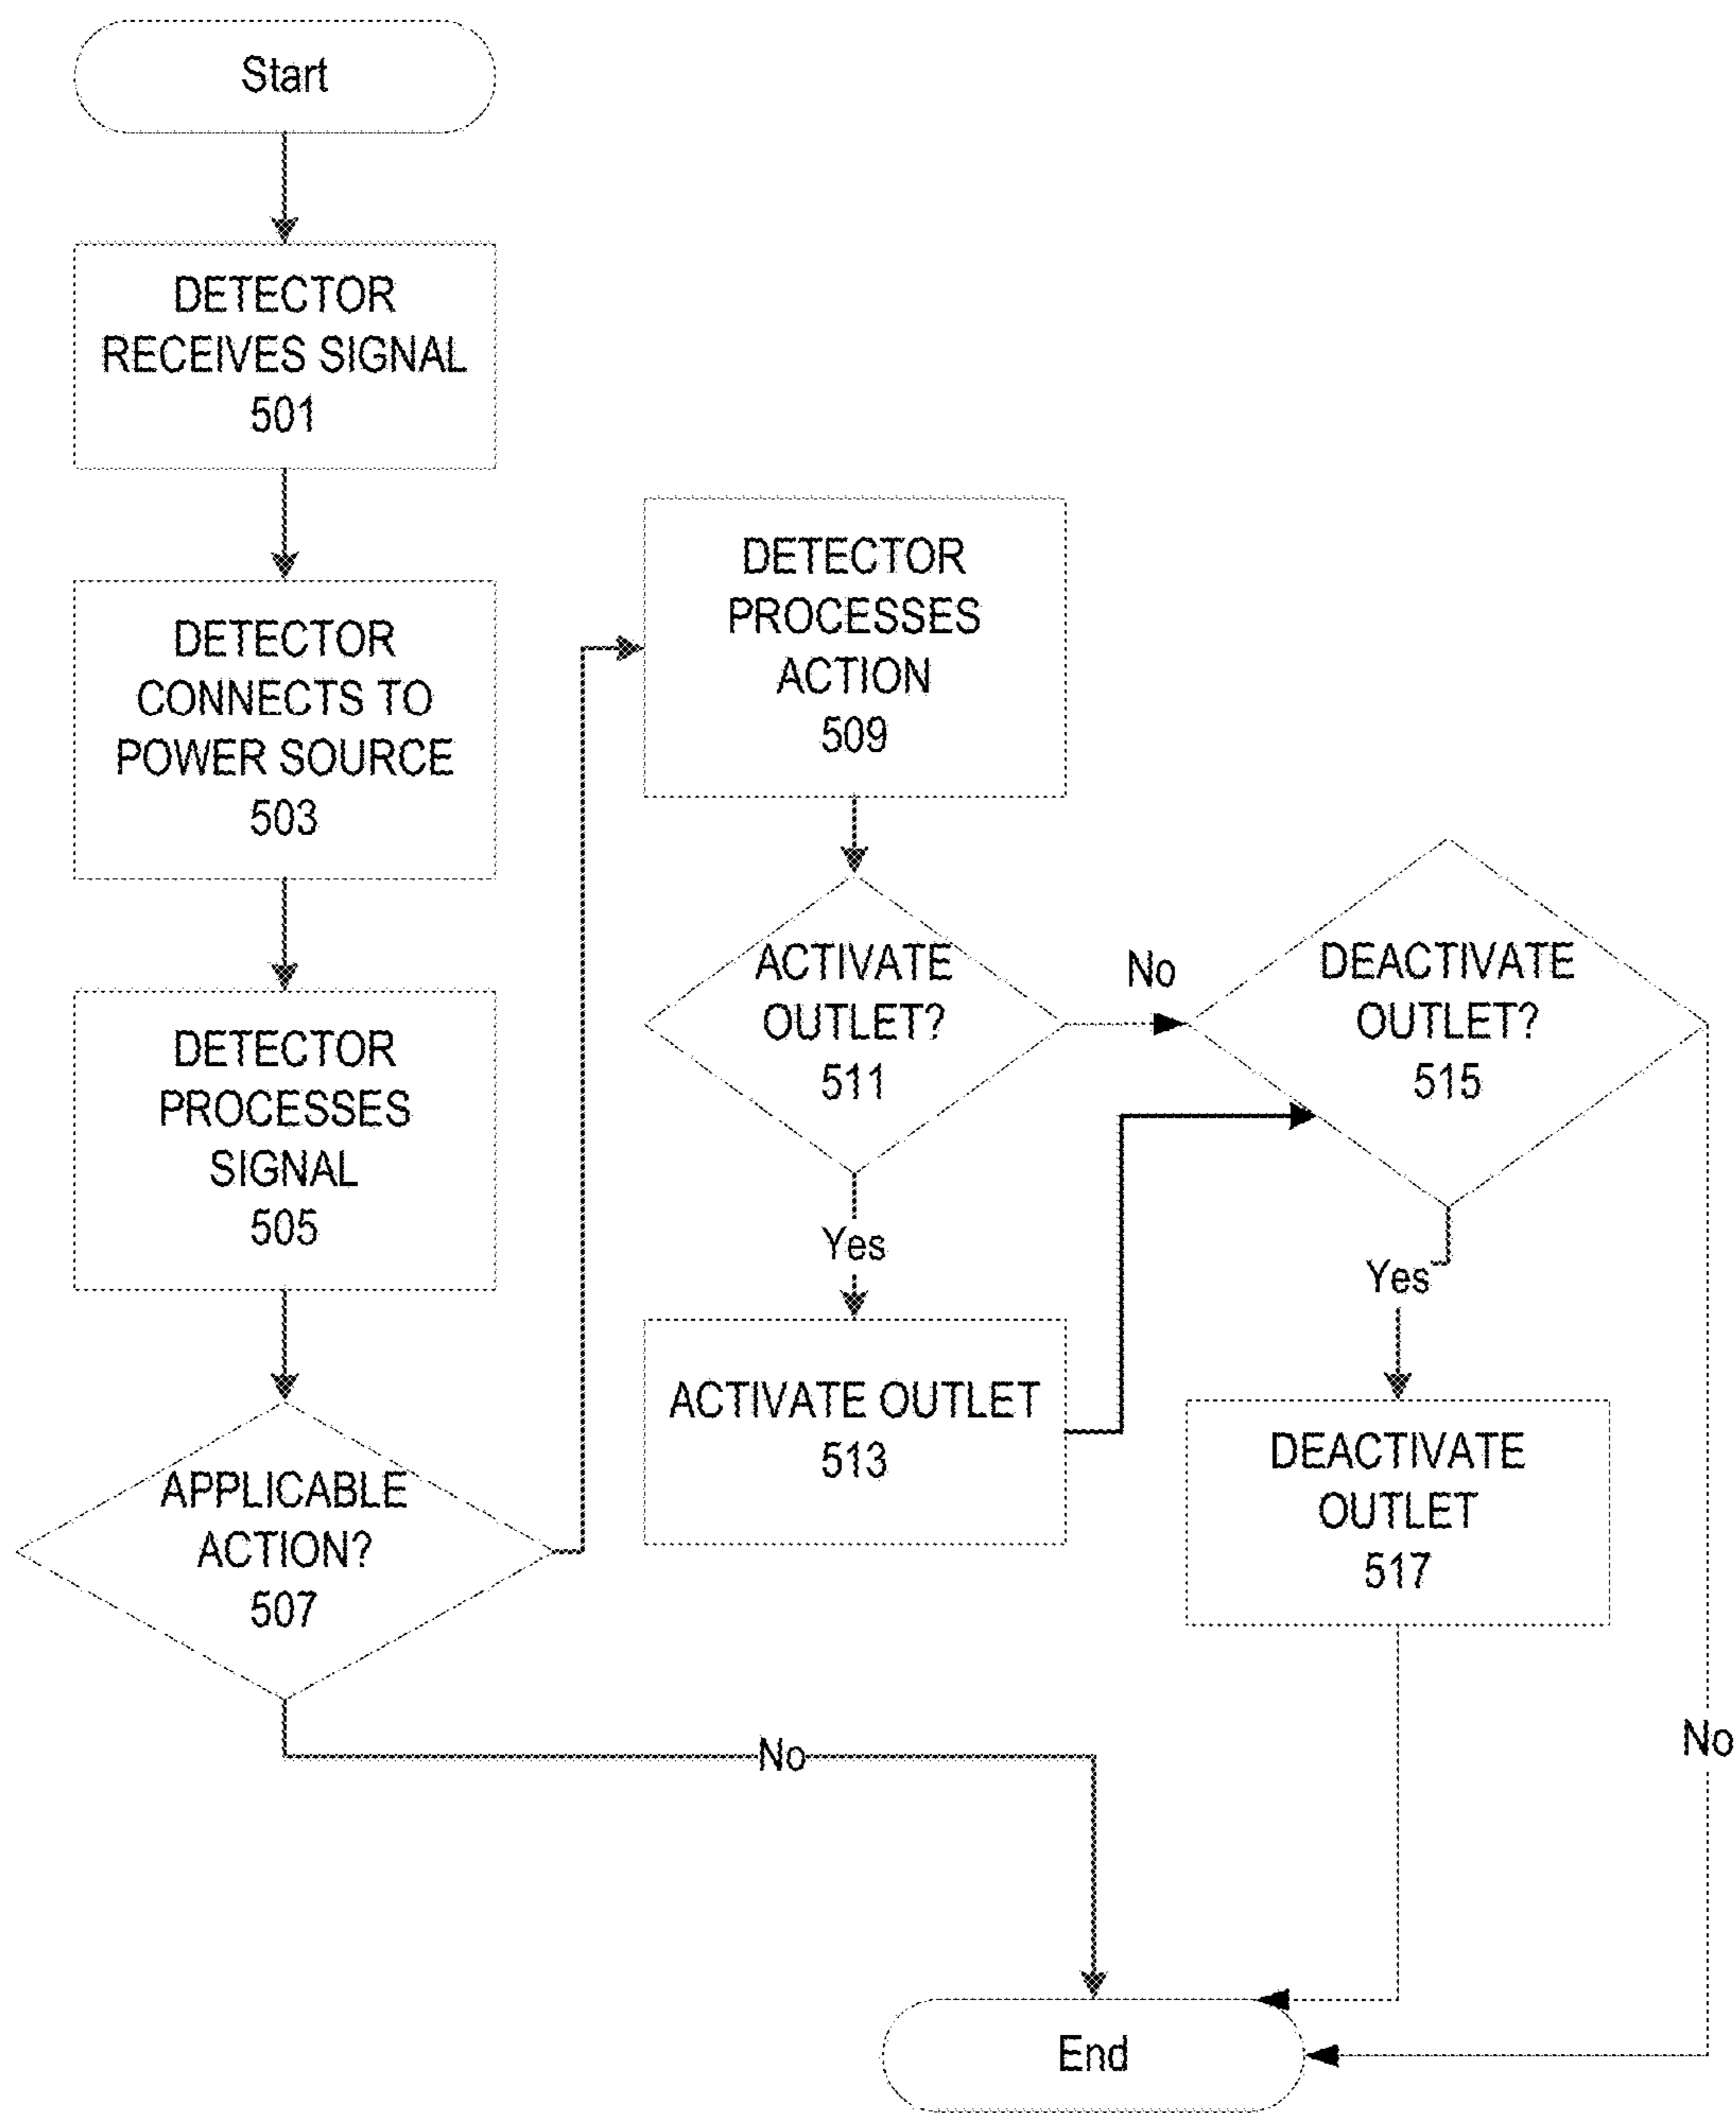 Start
DETECTOR
RECEIVES SIGNAL
501
DETECTOR
CONNECTS TO
POWER SOURCE
503
DETECTOR
PROCESSES
SIGNAL
505
APPLICABLE
ACTION?
507
No
DETECTOR
PROCESSES
ACTION
509
ACTIVATE
OUTLET?
511
No
Yes
ACTIVATE OUTLET
513
DEACTIVATE
OUTLET?
515
Yes
DEACTIVATE
OUTLET
517
No
End